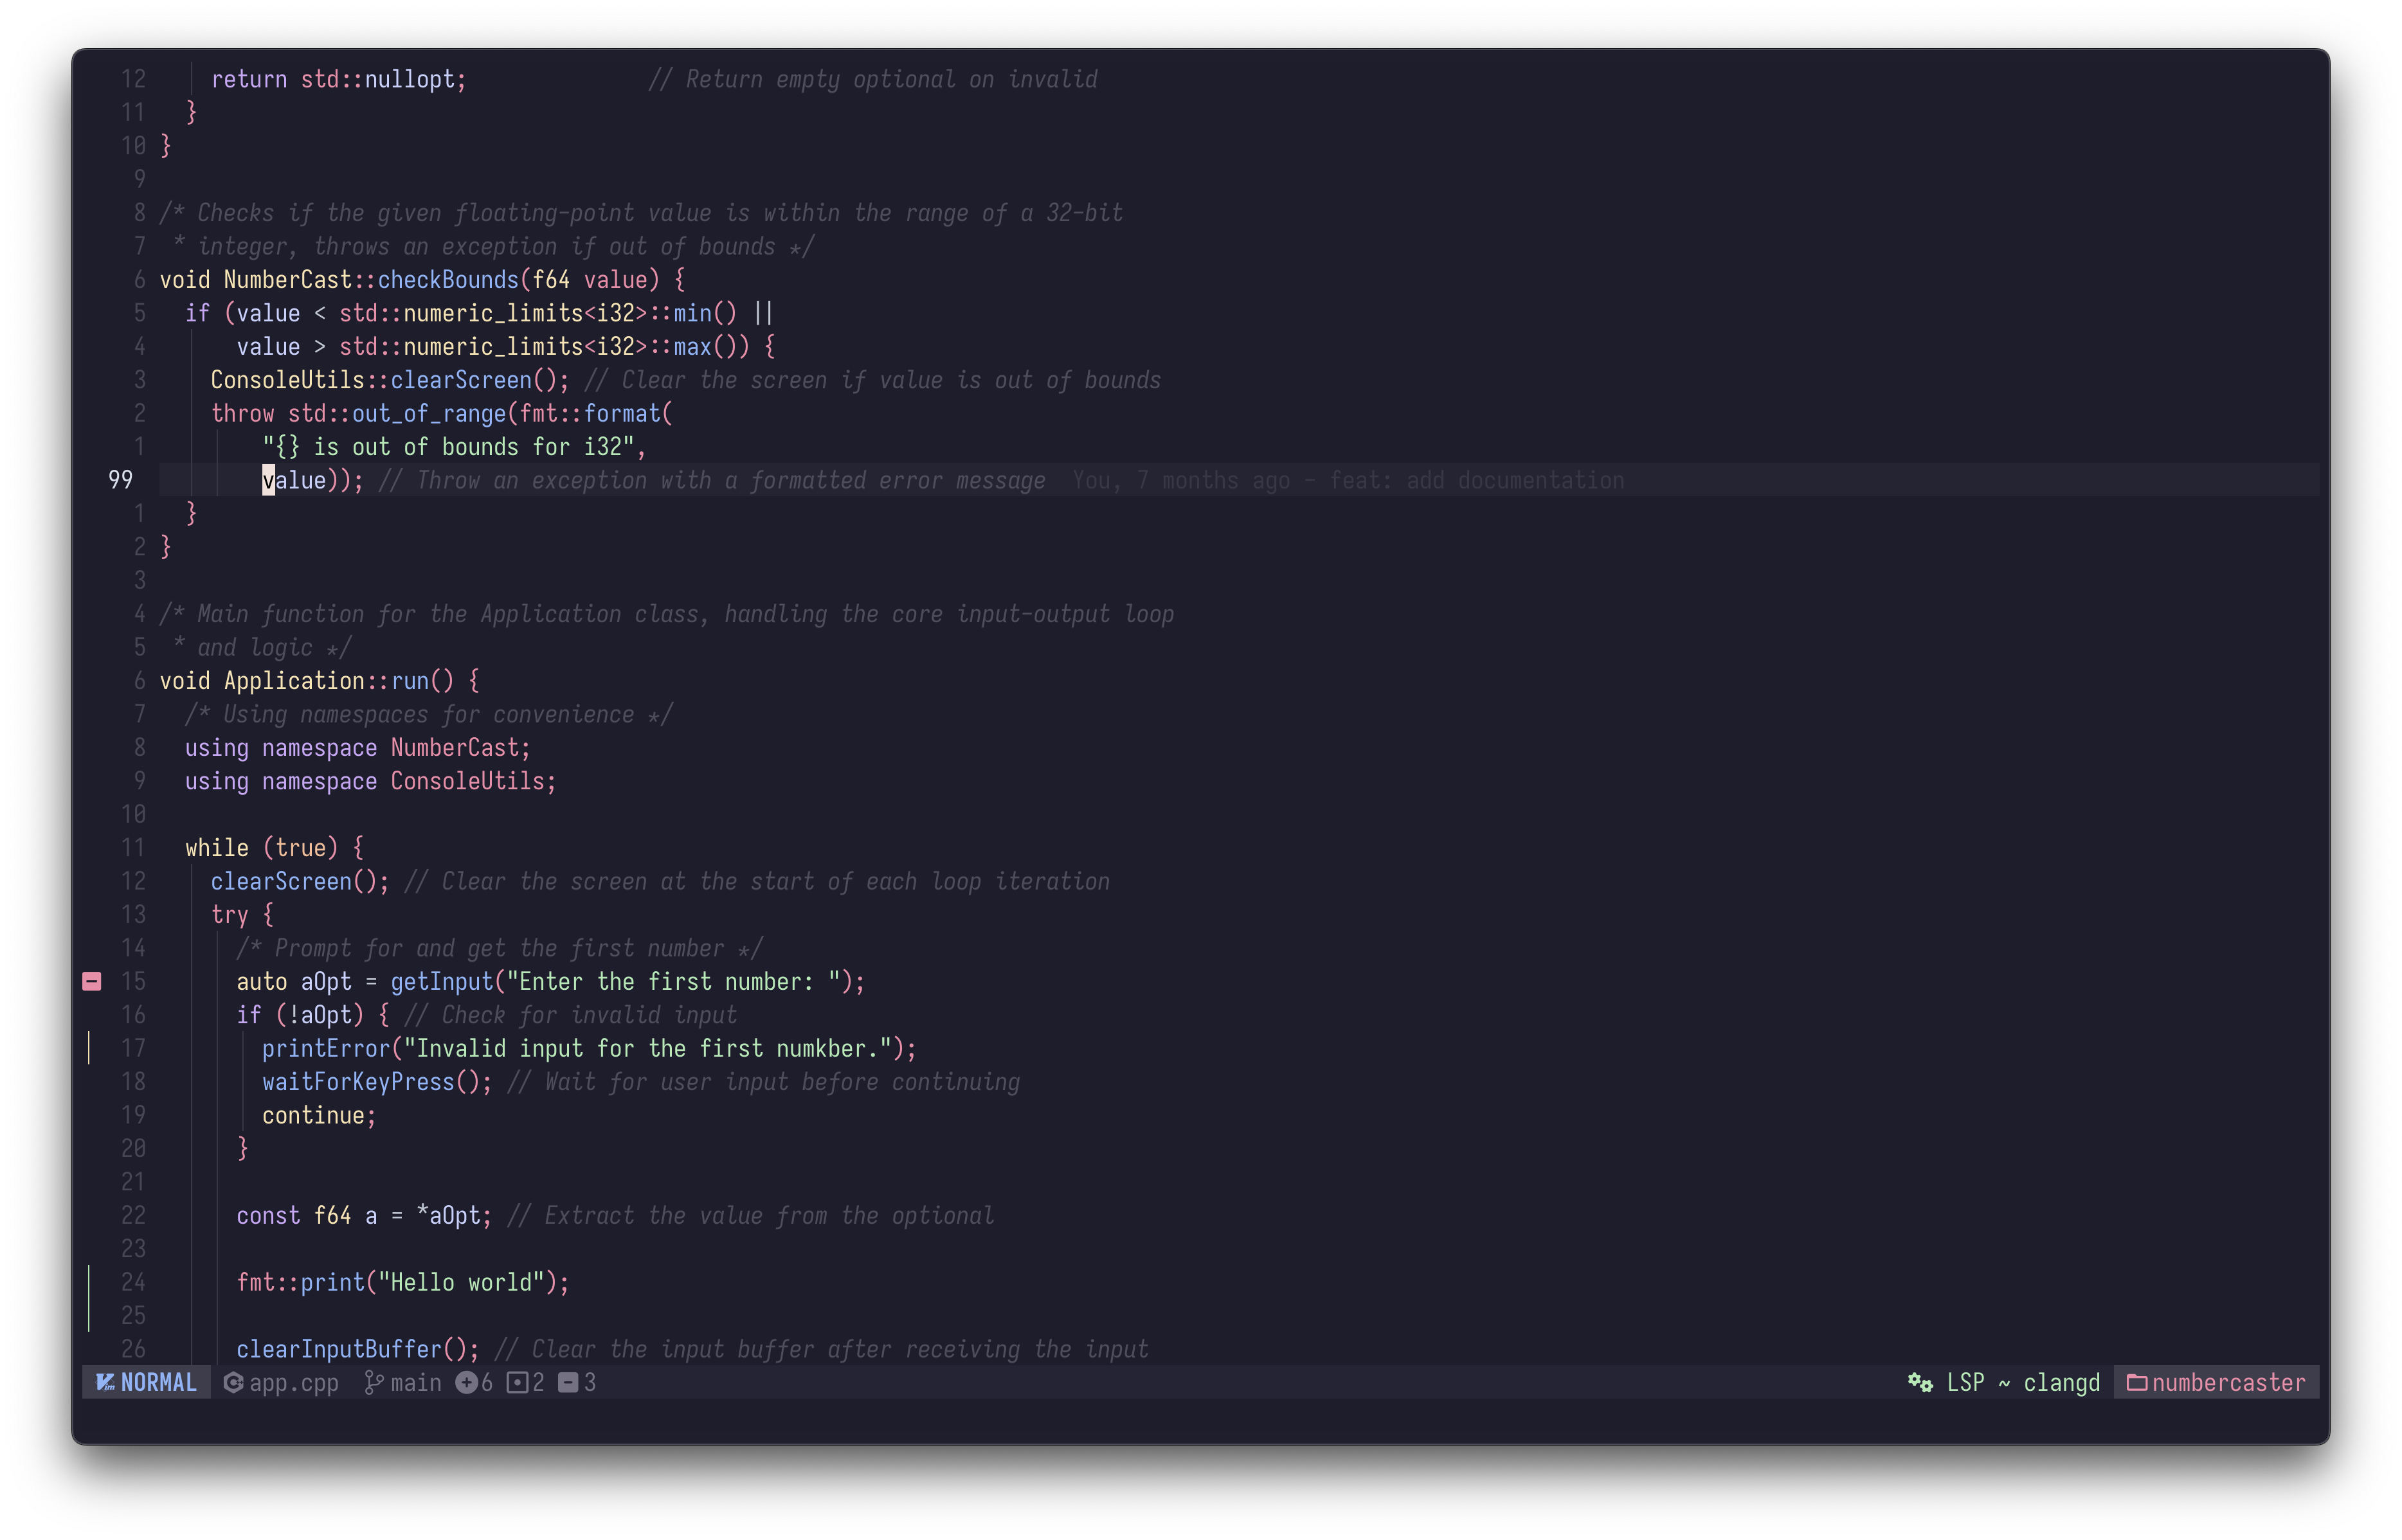 12     return std::nullopt;              // Return empty optional on invalid
11   }
10 }
9
8 /* Checks if the given floating-point value is within the range of a 32-bit
7  * integer, throws an exception if out of bounds */
6 void NumberCast::checkBounds(f64 value) {
5   if (value < std::numeric_limits<i32>::min() ||
4       value > std::numeric_limits<i32>::max()) {
3     ConsoleUtils::clearScreen(); // Clear the screen if value is out of bounds
2     throw std::out_of_range(fmt::format(
1         "{} is out of bounds for i32",
99         value)); // Throw an exception with a formatted error message  You, 7 months ago - feat: add documentation
1   }
2 }
3
4 /* Main function for the Application class, handling the core input-output loop
5  * and logic */
6 void Application::run() {
7   /* Using namespaces for convenience */
8   using namespace NumberCast;
9   using namespace ConsoleUtils;
10
11   while (true) {
12     clearScreen(); // Clear the screen at the start of each loop iteration
13     try {
14       /* Prompt for and get the first number */
15       auto aOpt = getInput("Enter the first number: ");
16       if (!aOpt) { // Check for invalid input
17         printError("Invalid input for the first numkber.");
18         waitForKeyPress(); // Wait for user input before continuing
19         continue;
20       }
21
22       const f64 a = *aOpt; // Extract the value from the optional
23
24       fmt::print("Hello world");
25
26       clearInputBuffer(); // Clear the input buffer after receiving the input
NORMAL app.cpp main 6 2 3 LSP ~ clangd numbercaster